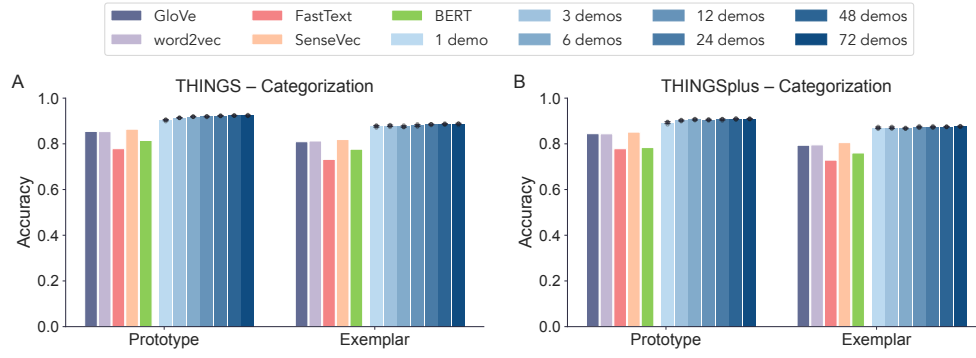 GloVe FastText BERT 3 demos 12 demos 48 demos
word2vec SenseVec 1 demo 6 demos 24 demos 72 demos
A THINGS – Categorization
1.0
0.8
0.6
0.4
0.2
0.0
Accuracy
Prototype Exemplar
B THINGSplus – Categorization
1.0
0.8
0.6
0.4
0.2
0.0
Accuracy
Prototype Exemplar